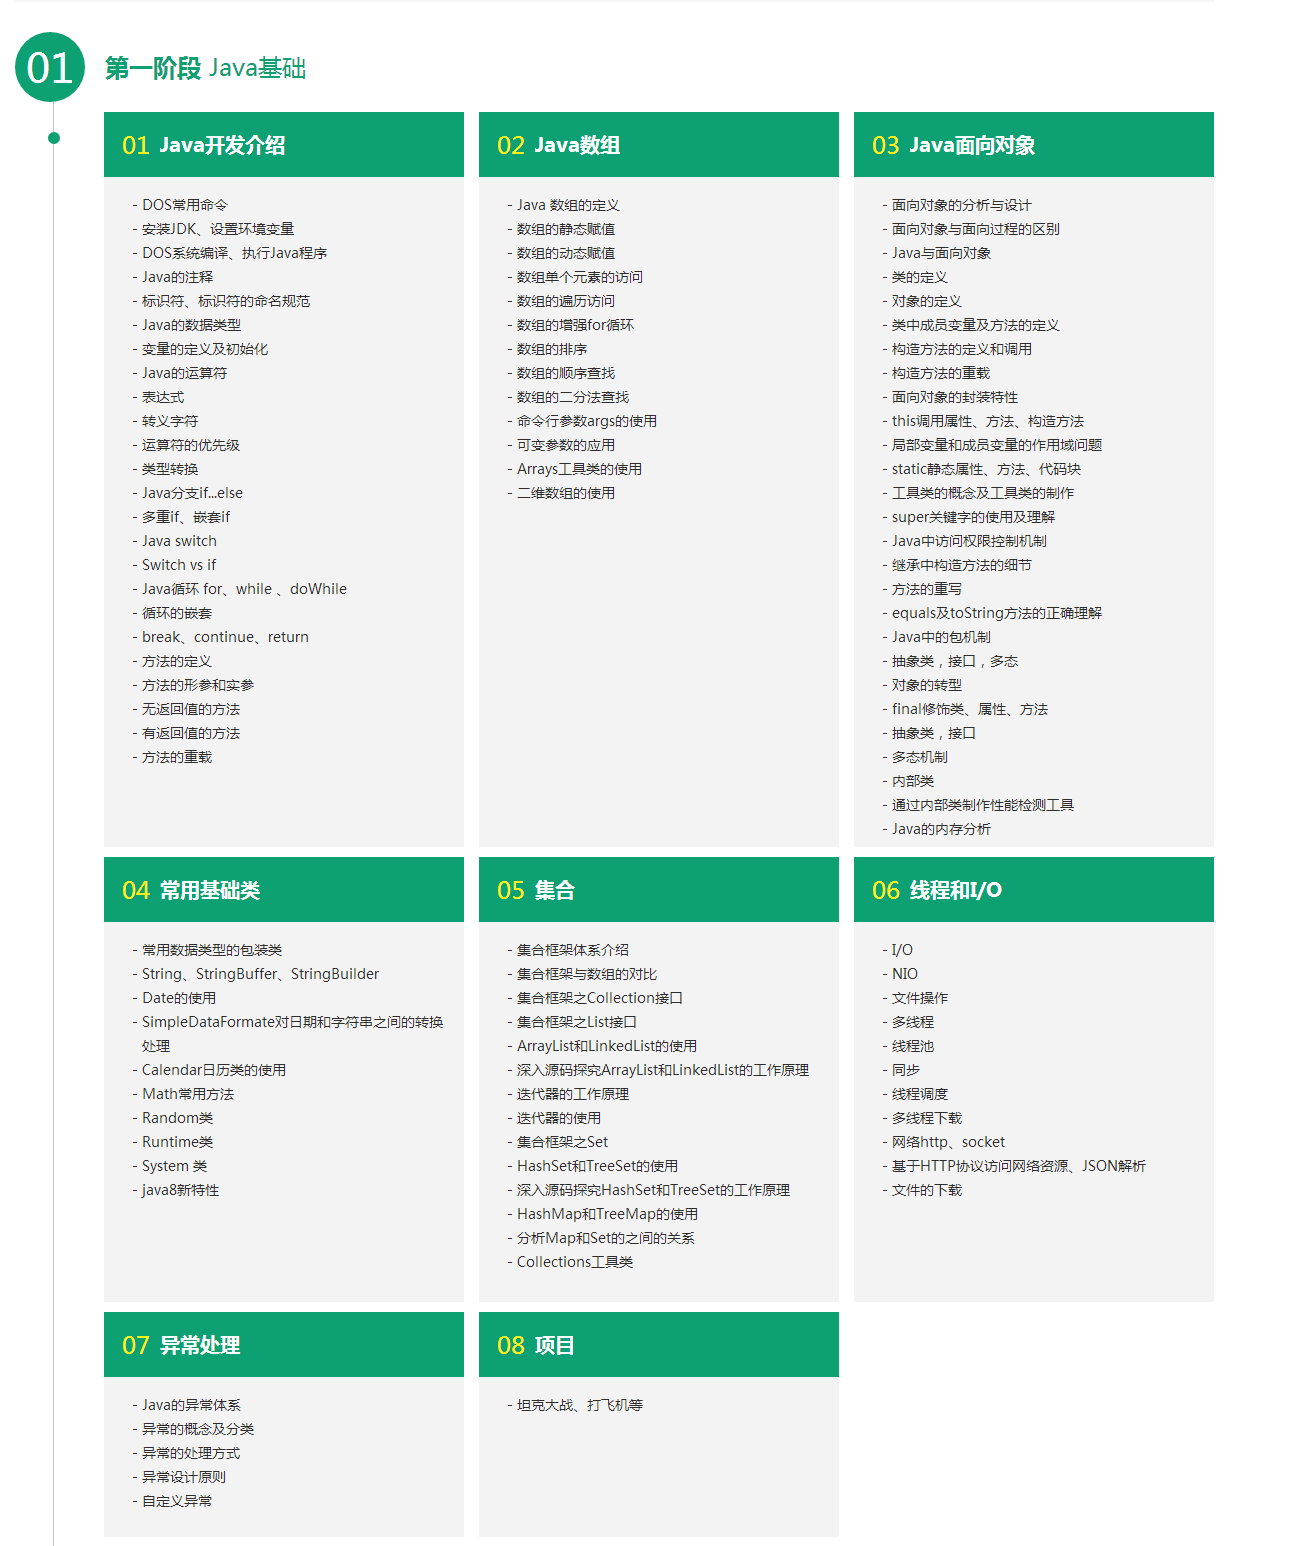 01
第一阶段 Java基础
01 Java开发介绍
- DOS常用命令
- 安装JDK、设置环境变量
- DOS系统编译、执行Java程序
- Java的注释
- 标识符、标识符的命名规范
- Java的数据类型
- 变量的定义及初始化
- Java的运算符
- 表达式
- 转义字符
- 运算符的优先级
- 类型转换
- Java分支if...else
- 多重if、嵌套if
- Java switch
- Switch vs if
- Java循环 for、while 、doWhile
- 循环的嵌套
- break、continue、return
- 方法的定义
- 方法的形参和实参
- 无返回值的方法
- 有返回值的方法
- 方法的重载
02 Java数组
- Java 数组的定义
- 数组的静态赋值
- 数组的动态赋值
- 数组单个元素的访问
- 数组的遍历访问
- 数组的增强for循环
- 数组的排序
- 数组的顺序查找
- 数组的二分法查找
- 命令行参数args的使用
- 可变参数的应用
- Arrays工具类的使用
- 二维数组的使用
03 Java面向对象
- 面向对象的分析与设计
- 面向对象与面向过程的区别
- Java与面向对象
- 类的定义
- 对象的定义
- 类中成员变量及方法的定义
- 构造方法的定义和调用
- 构造方法的重载
- 面向对象的封装特性
- this调用属性、方法、构造方法
- 局部变量和成员变量的作用域问题
- static静态属性、方法、代码块
- 工具类的概念及工具类的制作
- super关键字的使用及理解
- Java中访问权限控制机制
- 继承中构造方法的细节
- 方法的重写
- equals及toString方法的正确理解
- Java中的包机制
- 抽象类，接口，多态
- 对象的转型
- final修饰类、属性、方法
- 抽象类，接口
- 多态机制
- 内部类
- 通过内部类制作性能检测工具
- Java的内存分析
04 常用基础类
- 常用数据类型的包装类
- String、StringBuffer、StringBuilder
- Date的使用
- SimpleDataFormate对日期和字符串之间的转换
处理
- Calendar日历类的使用
- Math常用方法
- Random类
- Runtime类
- System 类
- java8新特性
05 集合
- 集合框架体系介绍
- 集合框架与数组的对比
- 集合框架之Collection接口
- 集合框架之List接口
- ArrayList和LinkedList的使用
- 深入源码探究ArrayList和LinkedList的工作原理
- 迭代器的工作原理
- 迭代器的使用
- 集合框架之Set
- HashSet和TreeSet的使用
- 深入源码探究HashSet和TreeSet的工作原理
- HashMap和TreeMap的使用
- 分析Map和Set的之间的关系
- Collections工具类
06 线程和I/O
- I/O
- NIO
- 文件操作
- 多线程
- 线程池
- 同步
- 线程调度
- 多线程下载
- 网络http、socket
- 基于HTTP协议访问网络资源、JSON解析
- 文件的下载
07 异常处理
- Java的异常体系
- 异常的概念及分类
- 异常的处理方式
- 异常设计原则
- 自定义异常
08 项目
- 坦克大战、打飞机等